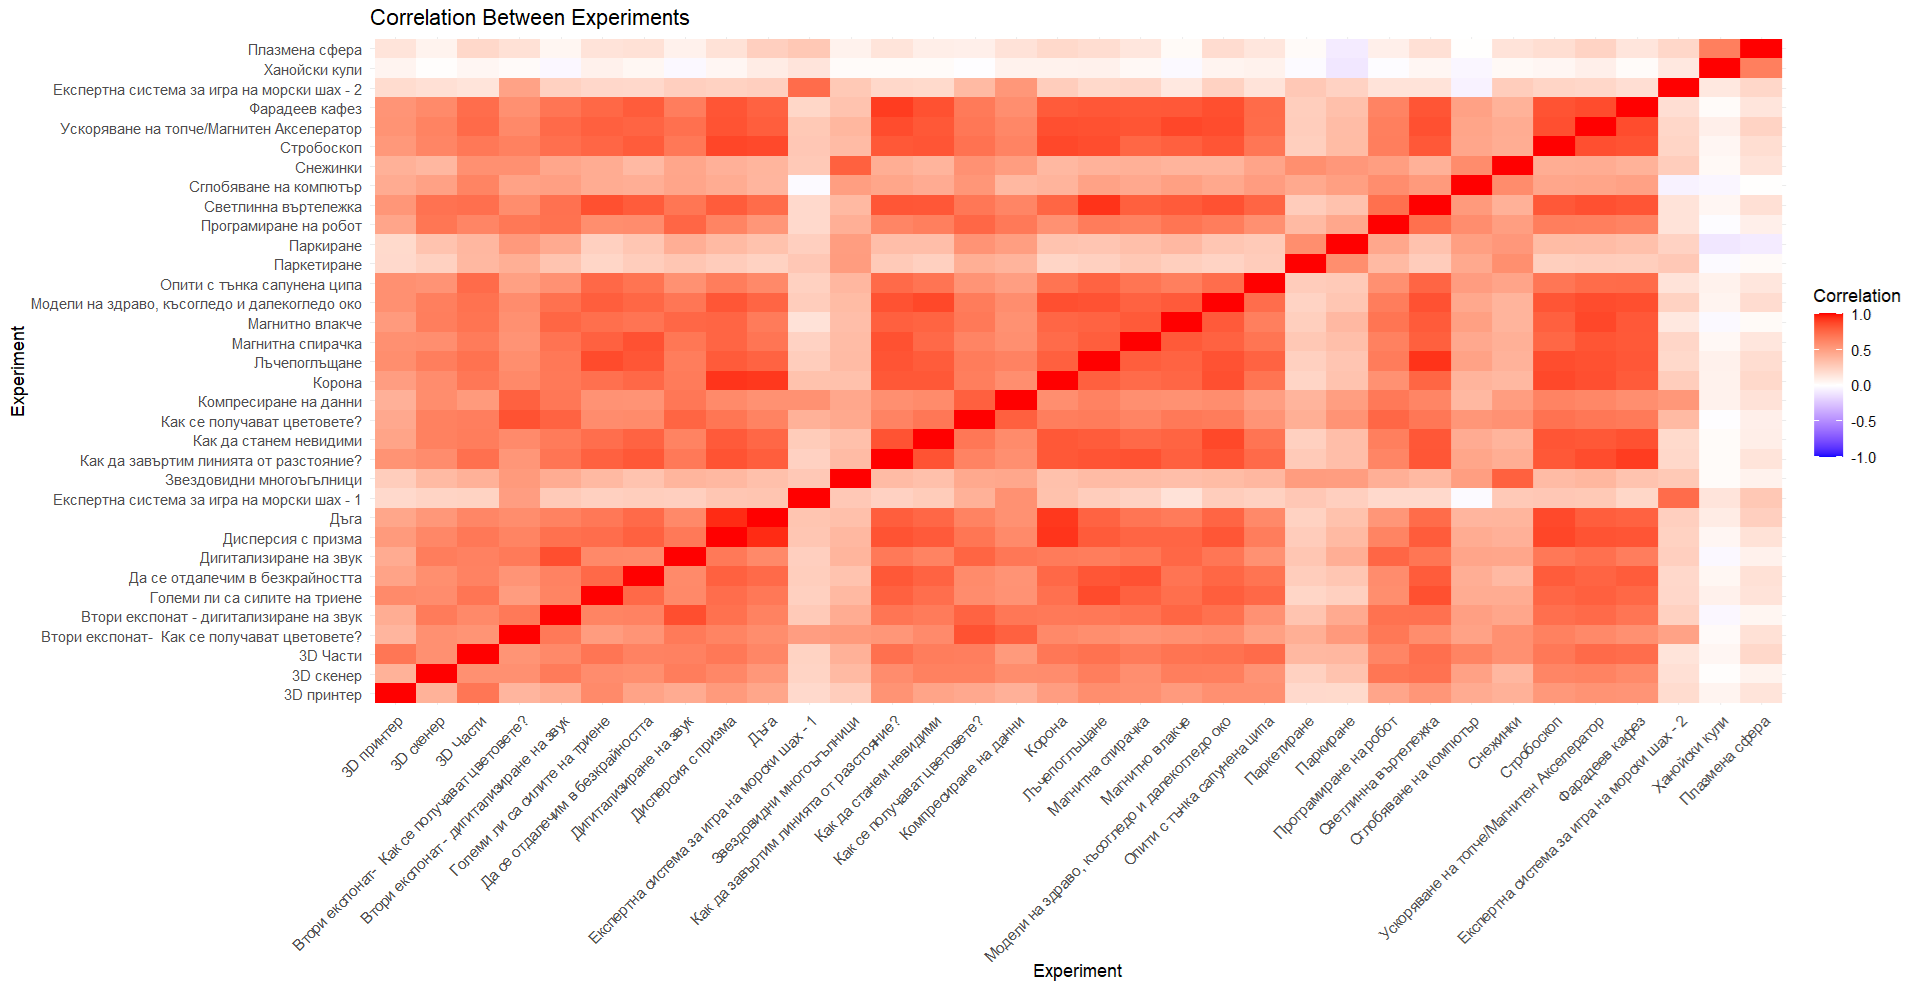 Correlation Between Experiments
Плазмена сфера
Ханойски кули
Експертна система за игра на морски шах - 2
Фарадеев кафез
Ускоряване на топче/Магнитен Акселератор
Стробоскоп
Снежинки
Сглобяване на компютър
Светлинна въртележка
Програмиране на робот
Паркиране
Паркетиране
Опити с тънка сапунена ципа
Модели на здраво, късогледо и далекогледо око
Магнитно влакче
Магнитна спирачка
Лъчепоглъщане
Корона
Компресиране на данни
Как се получават цветовете?
Как да станем невидими
Как да завъртим линията от разстояние?
Звездовидни многоъгълници
Експертна система за игра на морски шах - 1
Дъга
Дисперсия с призма
Дигитализиране на звук
Да се отдалечим в безкрайността
Големи ли са силите на триене
Втори експонат - дигитализиране на звук
Втори експонат-  Как се получават цветовете?
3D Части
3D скенер
3D принтер
Experiment
3D принтер
3D скенер
3D Части
Втори експонат-  Как се получават цветовете?
Втори експонат - дигитализиране на звук
Големи ли са силите на триене
Да се отдалечим в безкрайността
Дигитализиране на звук
Дисперсия с призма
Дъга
Експертна система за игра на морски шах - 1
Звездовидни многоъгълници
Как да завъртим линията от разстояние?
Как да станем невидими
Как се получават цветовете?
Компресиране на данни
Корона
Лъчепоглъщане
Магнитна спирачка
Магнитно влакче
Модели на здраво, късогледо и далекогледо око
Опити с тънка сапунена ципа
Паркетиране
Паркиране
Програмиране на робот
Светлинна въртележка
Сглобяване на компютър
Снежинки
Стробоскоп
Ускоряване на топче/Магнитен Акселератор
Фарадеев кафез
Експертна система за игра на морски шах - 2
Ханойски кули
Плазмена сфера
Experiment
Correlation
1.0
0.5
0.0
-0.5
-1.0